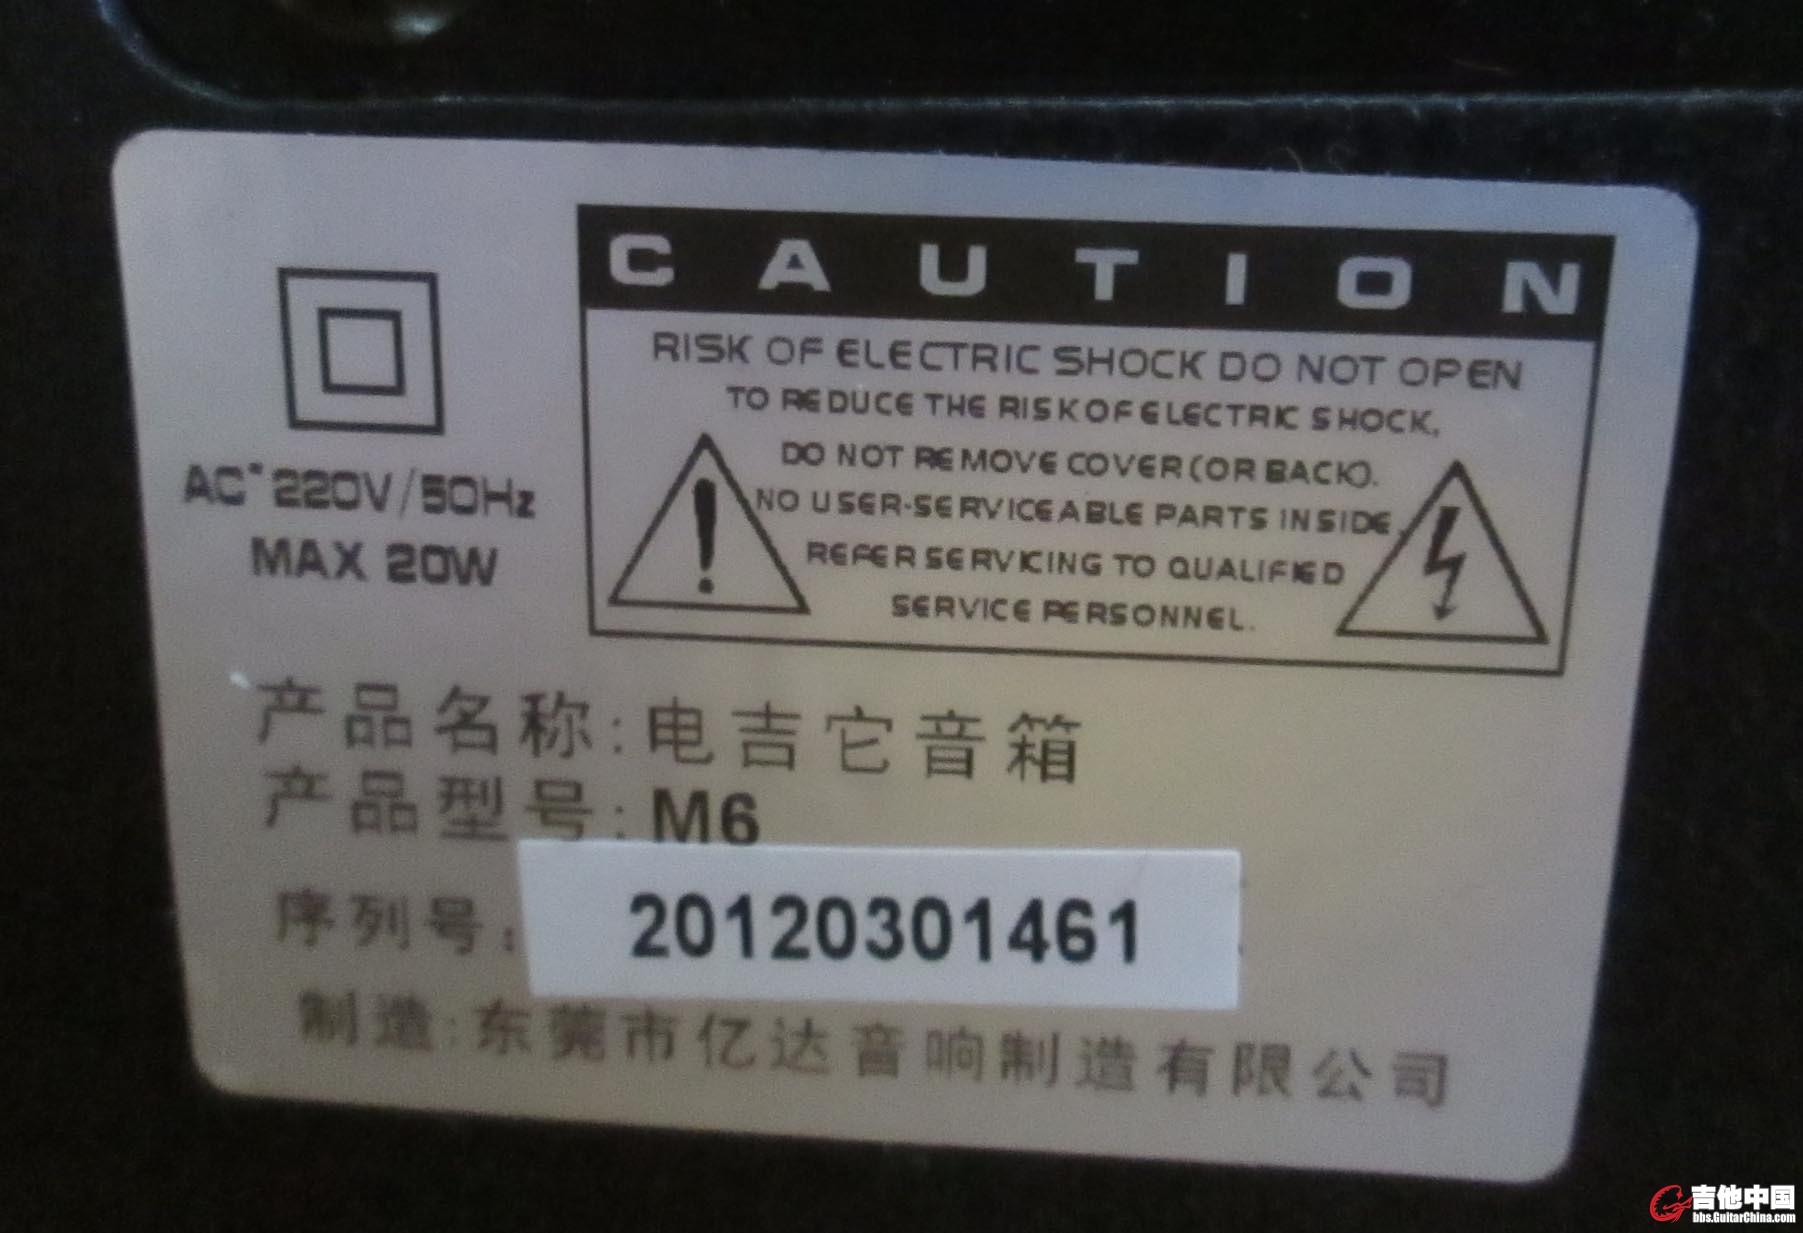 CAUTION
RISK OF ELECTRIC SHOCK DO NOT OPEN
TO REDUCE THE RISK OF ELECTRIC SHOCK,
DO NOT REMOVE COVER (OR BACK).
NO USER-SERVICEABLE PARTS INSIDE,
REFER SERVICING TO QUALIFIED
SERVICE PERSONNEL.
AC~220V/50Hz
MAX 20W
产品名称:电吉它音箱
产品型号:M6
序列号:20120301461
制造:东莞市亿达音响制造有限公司
吉他中国
bbs.GuitarChina.com